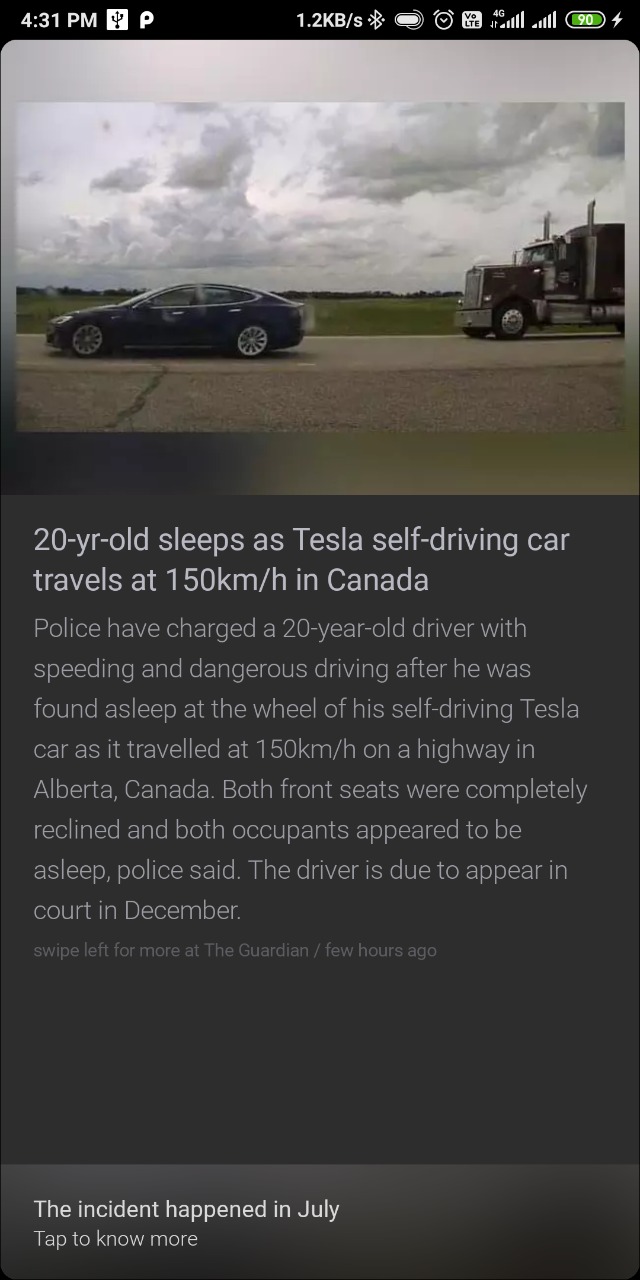 4:31 PM 1.2KB/s Vo LTE 4G 90
20-yr-old sleeps as Tesla self-driving car
travels at 150km/h in Canada
Police have charged a 20-year-old driver with
speeding and dangerous driving after he was
found asleep at the wheel of his self-driving Tesla
car as it travelled at 150km/h on a highway in
Alberta, Canada. Both front seats were completely
reclined and both occupants appeared to be
asleep, police said. The driver is due to appear in
court in December.
swipe left for more at The Guardian / few hours ago
The incident happened in July
Tap to know more